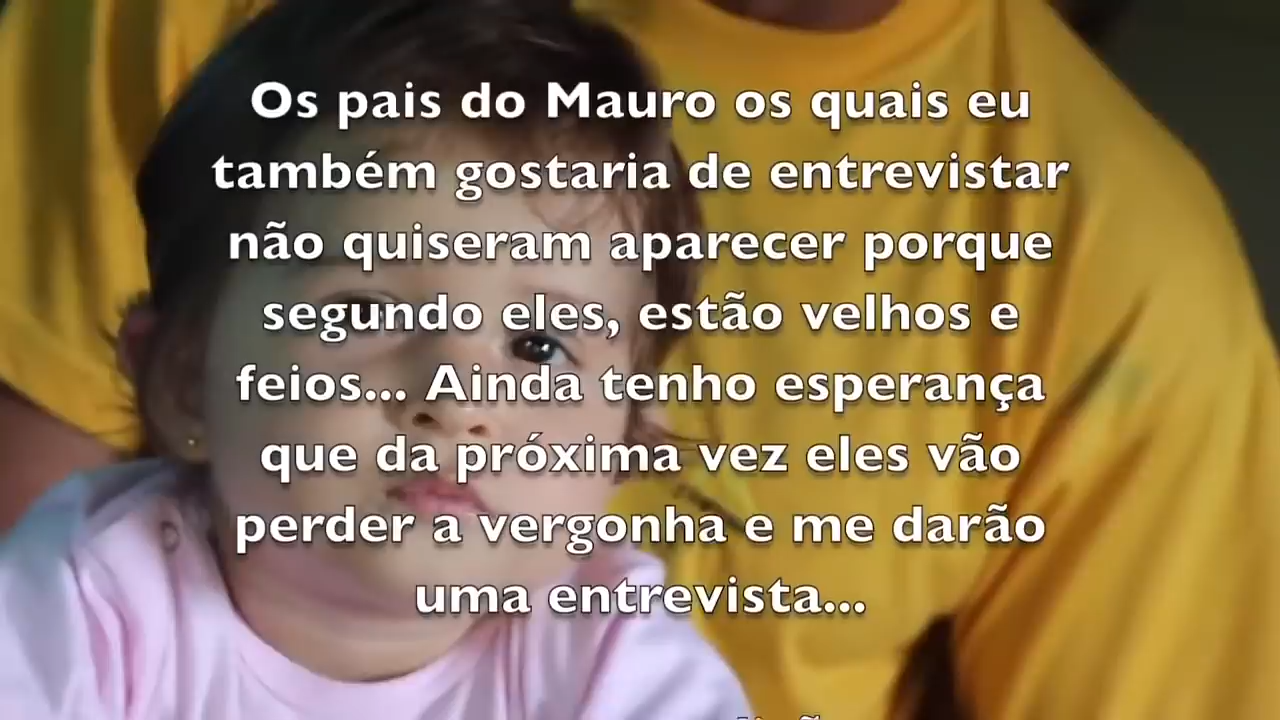 Os pais do Mauro os quais eu
também gostaria de entrevistar
não quiseram aparecer porque
segundo eles, estão velhos e
feios... Ainda tenho esperança
que da próxima vez eles vão
perder a vergonha e me darão
uma entrevista...